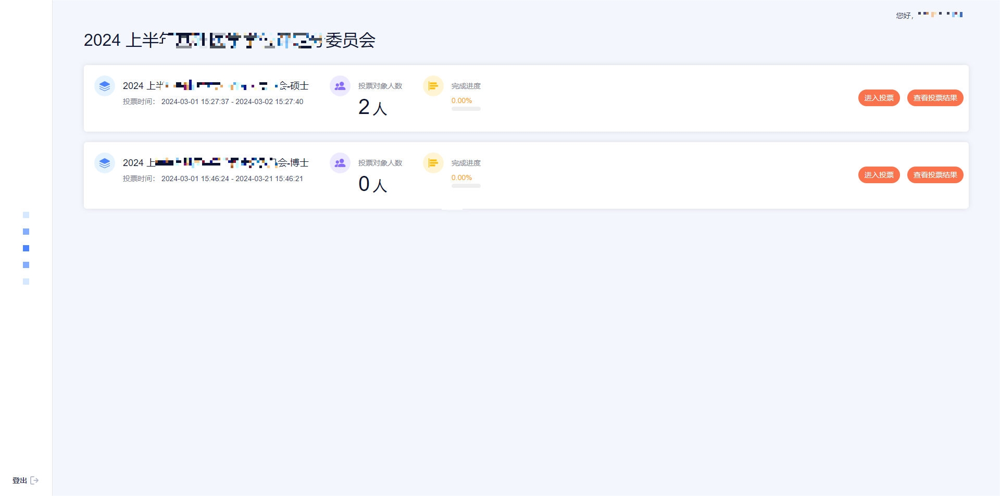 您好，
2024 上半 委员会
2024 上 会-硕士
投票时间： 2024-03-01 15:27:37 - 2024-03-02 15:27:40
投票对象人数
2 人
完成进度
0.00%
进入投票 查看投票结果
2024 上 会-博士
投票时间： 2024-03-01 15:46:24 - 2024-03-21 15:46:21
投票对象人数
0 人
完成进度
0.00%
进入投票 查看投票结果
登出